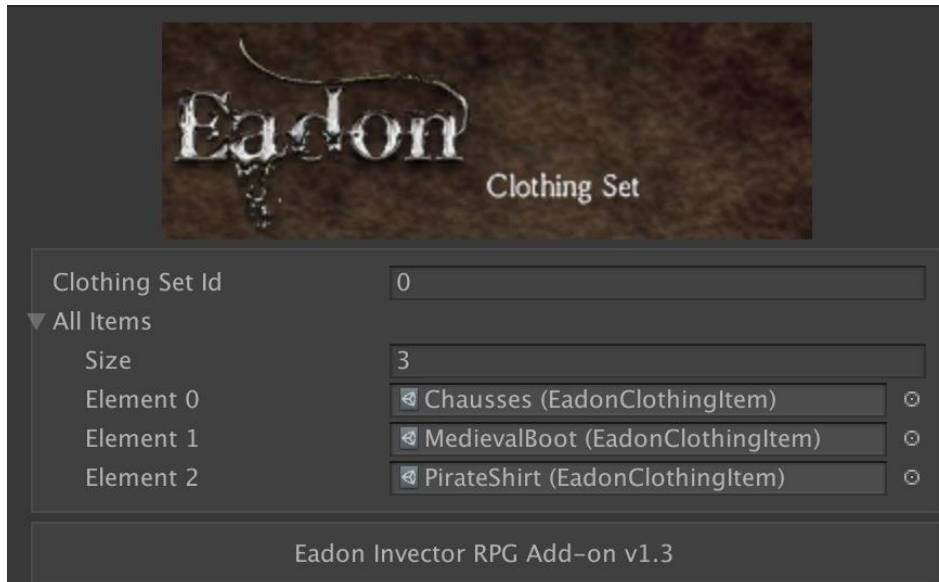 Eadon
Clothing Set
Clothing Set Id 0
All Items
Size 3
Element 0 Chausses (EadonClothingItem)
Element 1 MedievalBoot (EadonClothingItem)
Element 2 PirateShirt (EadonClothingItem)
Eadon Invector RPG Add-on v1.3